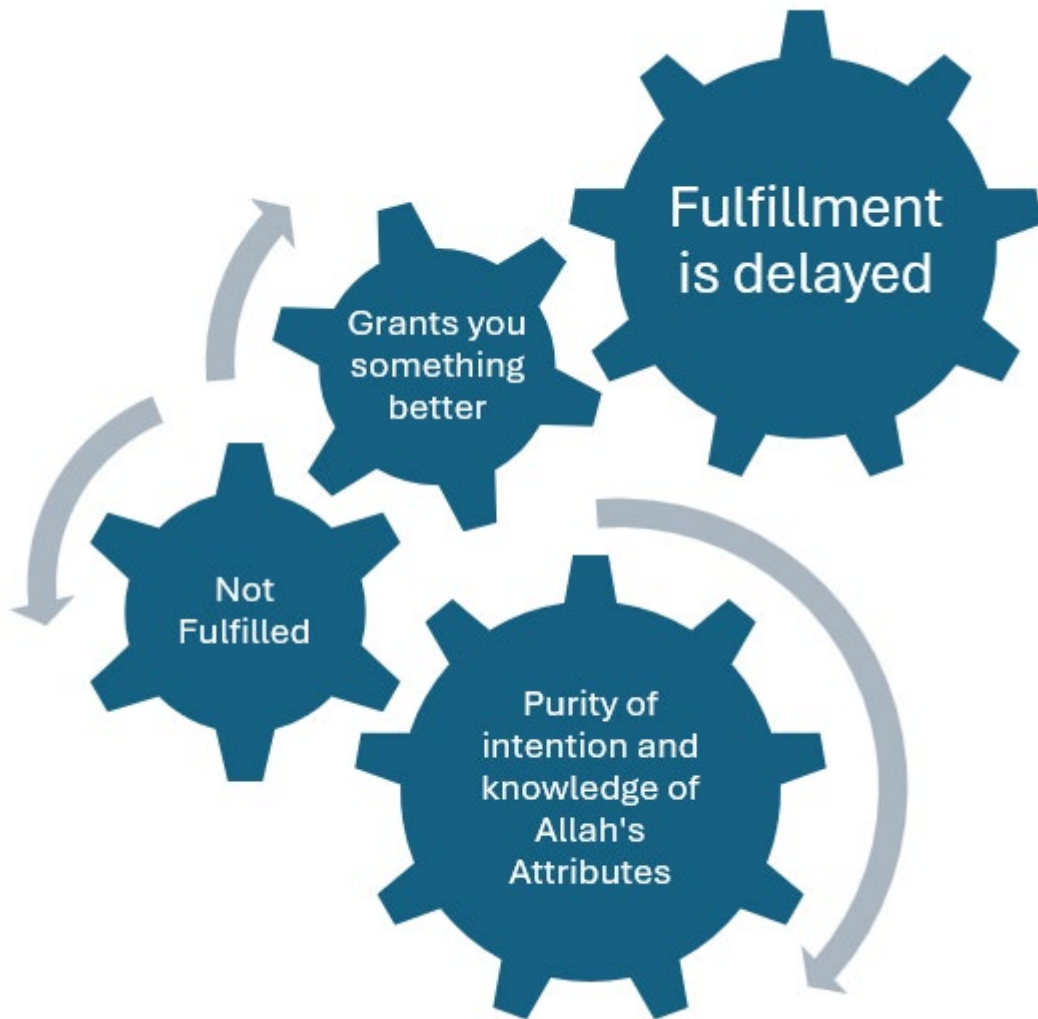 Fulfillment
is delayed
Grants you
something
better
Not
Fulfilled
Purity of
intention and
knowledge of
Allah's
Attributes